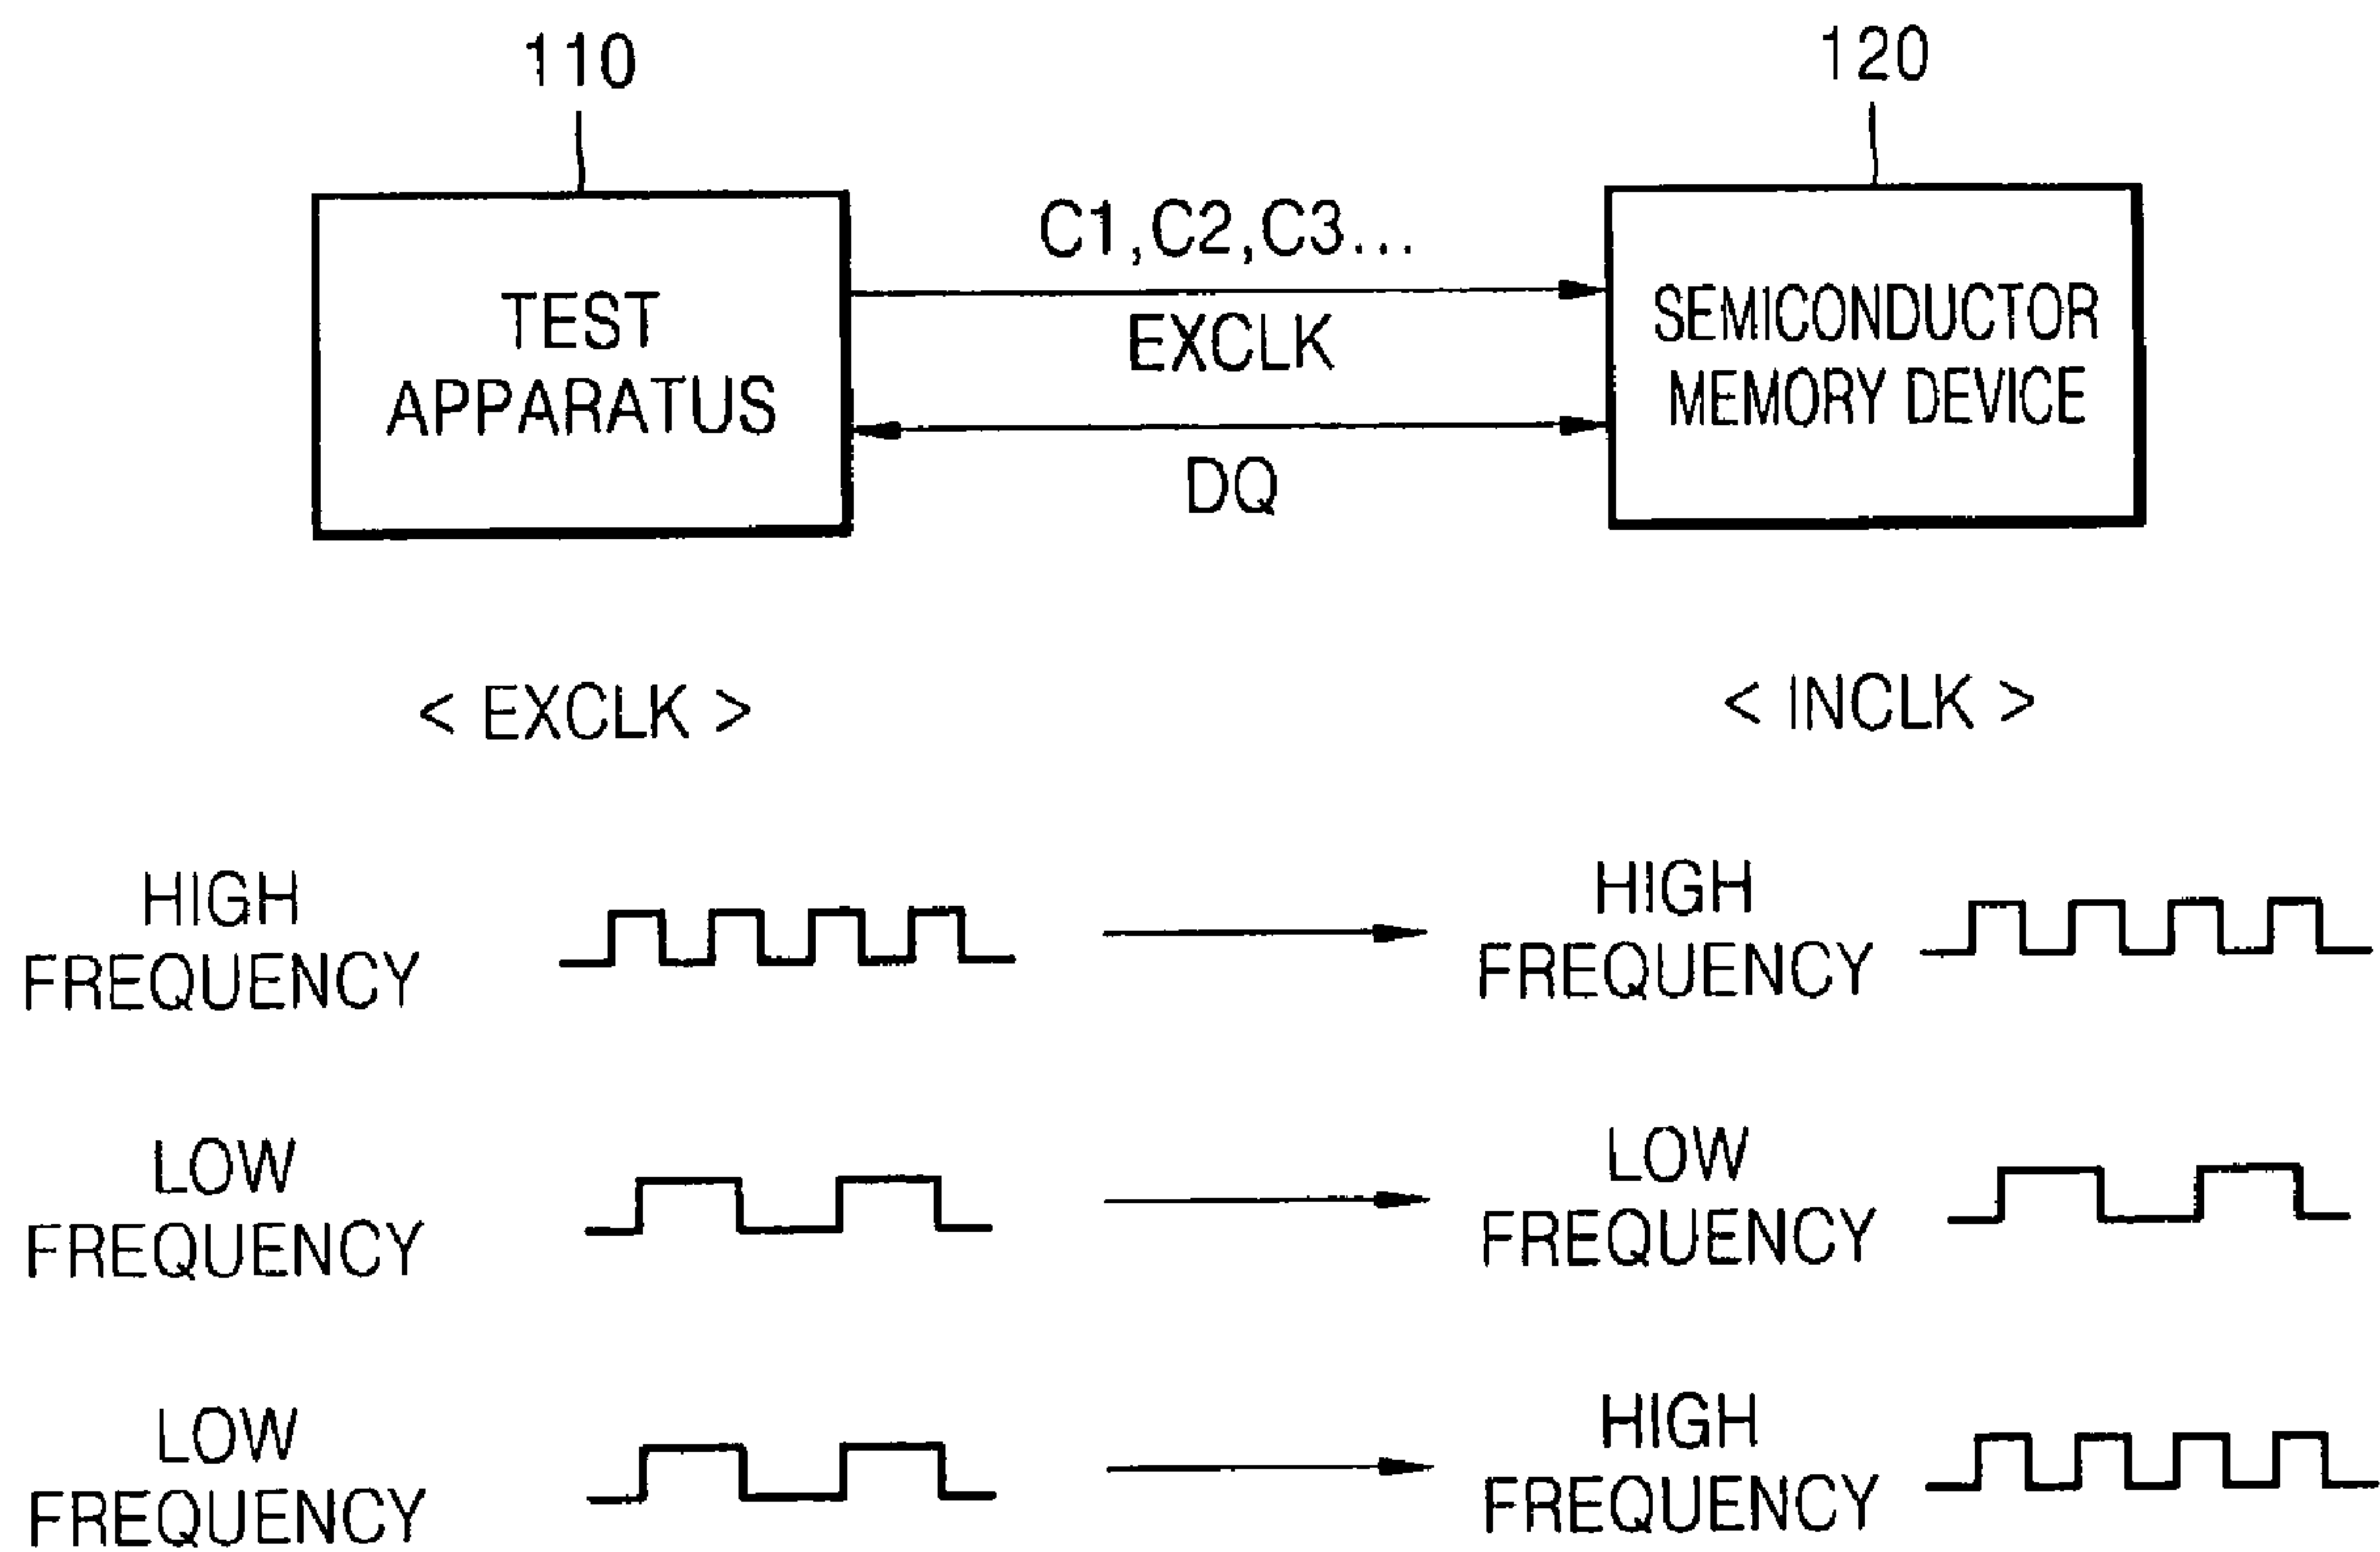 110
120
TEST
APPARATUS
C1,C2,C3...
EXCLK
DQ
SEMICONDUCTOR
MEMORY DEVICE
< EXCLK >
< INCLK >
HIGH
FREQUENCY
HIGH
FREQUENCY
LOW
FREQUENCY
LOW
FREQUENCY
LOW
FREQUENCY
HIGH
FREQUENCY